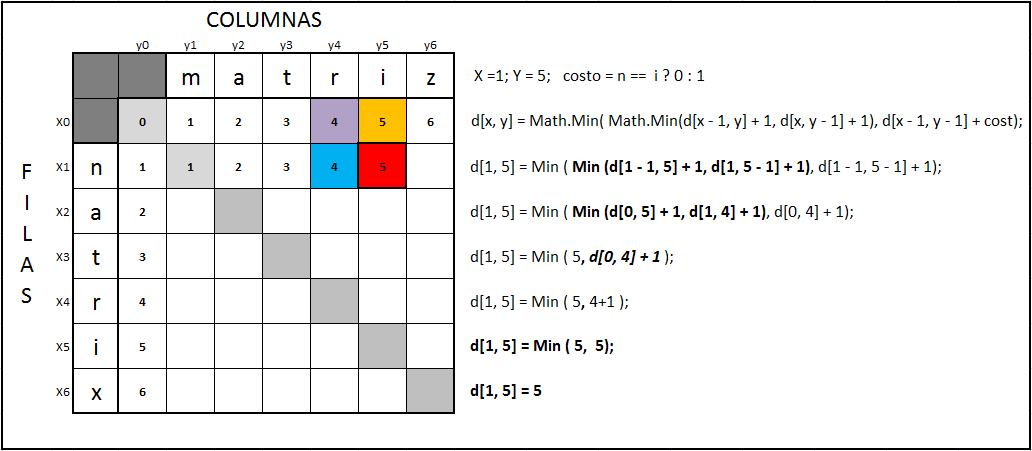 COLUMNAS
y0 y1 y2 y3 y4 y5 y6
m a t r i z
X =1; Y = 5; costo = n == i ? 0 : 1
X0 0 1 2 3 4 5 6
d[x, y] = Math.Min( Math.Min(d[x - 1, y] + 1, d[x, y - 1] + 1), d[x - 1, y - 1] + cost);
FILAS
X1 n 1 1 2 3 4 5
d[1, 5] = Min ( Min (d[1 - 1, 5] + 1, d[1, 5 - 1] + 1), d[1 - 1, 5 - 1] + 1);
X2 a 2
d[1, 5] = Min ( Min (d[0, 5] + 1, d[1, 4] + 1), d[0, 4] + 1);
X3 t 3
d[1, 5] = Min ( 5, d[0, 4] + 1 );
X4 r 4
d[1, 5] = Min ( 5, 4+1 );
X5 i 5
d[1, 5] = Min ( 5, 5);
X6 x 6
d[1, 5] = 5